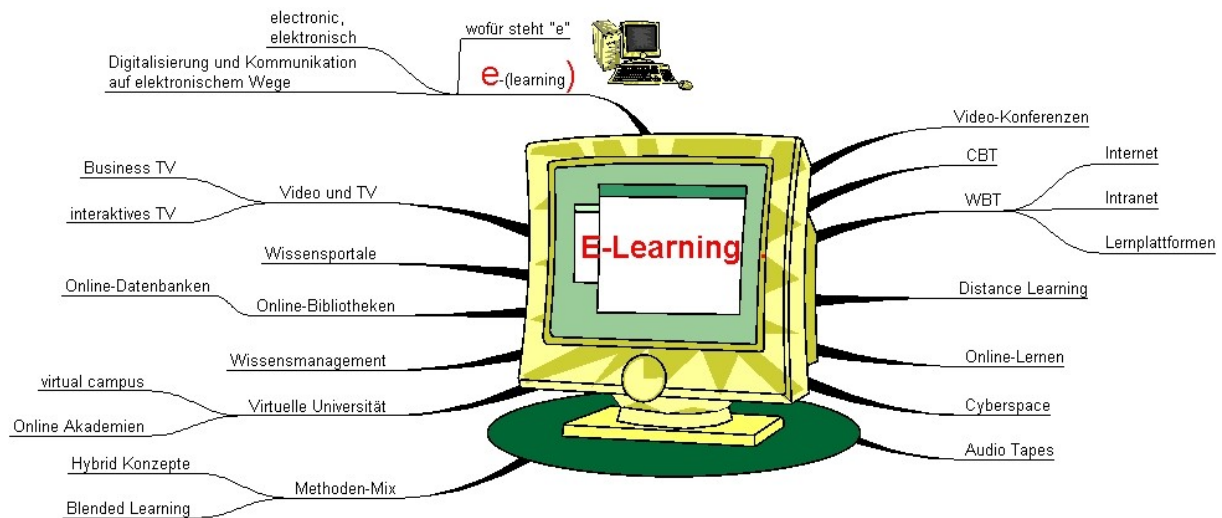 electronic,
elektronisch
wofür steht "e"
Digitalisierung und Kommunikation
auf elektronischem Wege
e-(learning)
Business TV
interaktives TV
Video und TV
Wissensportale
Online-Datenbanken
Online-Bibliotheken
Wissensmanagement
virtual campus
Online Akademien
Virtuelle Universität
Hybrid Konzepte
Blended Learning
Methoden-Mix
E-Learning .
Video-Konferenzen
CBT
WBT
Internet
Intranet
Lernplattformen
Distance Learning
Online-Lernen
Cyberspace
Audio Tapes